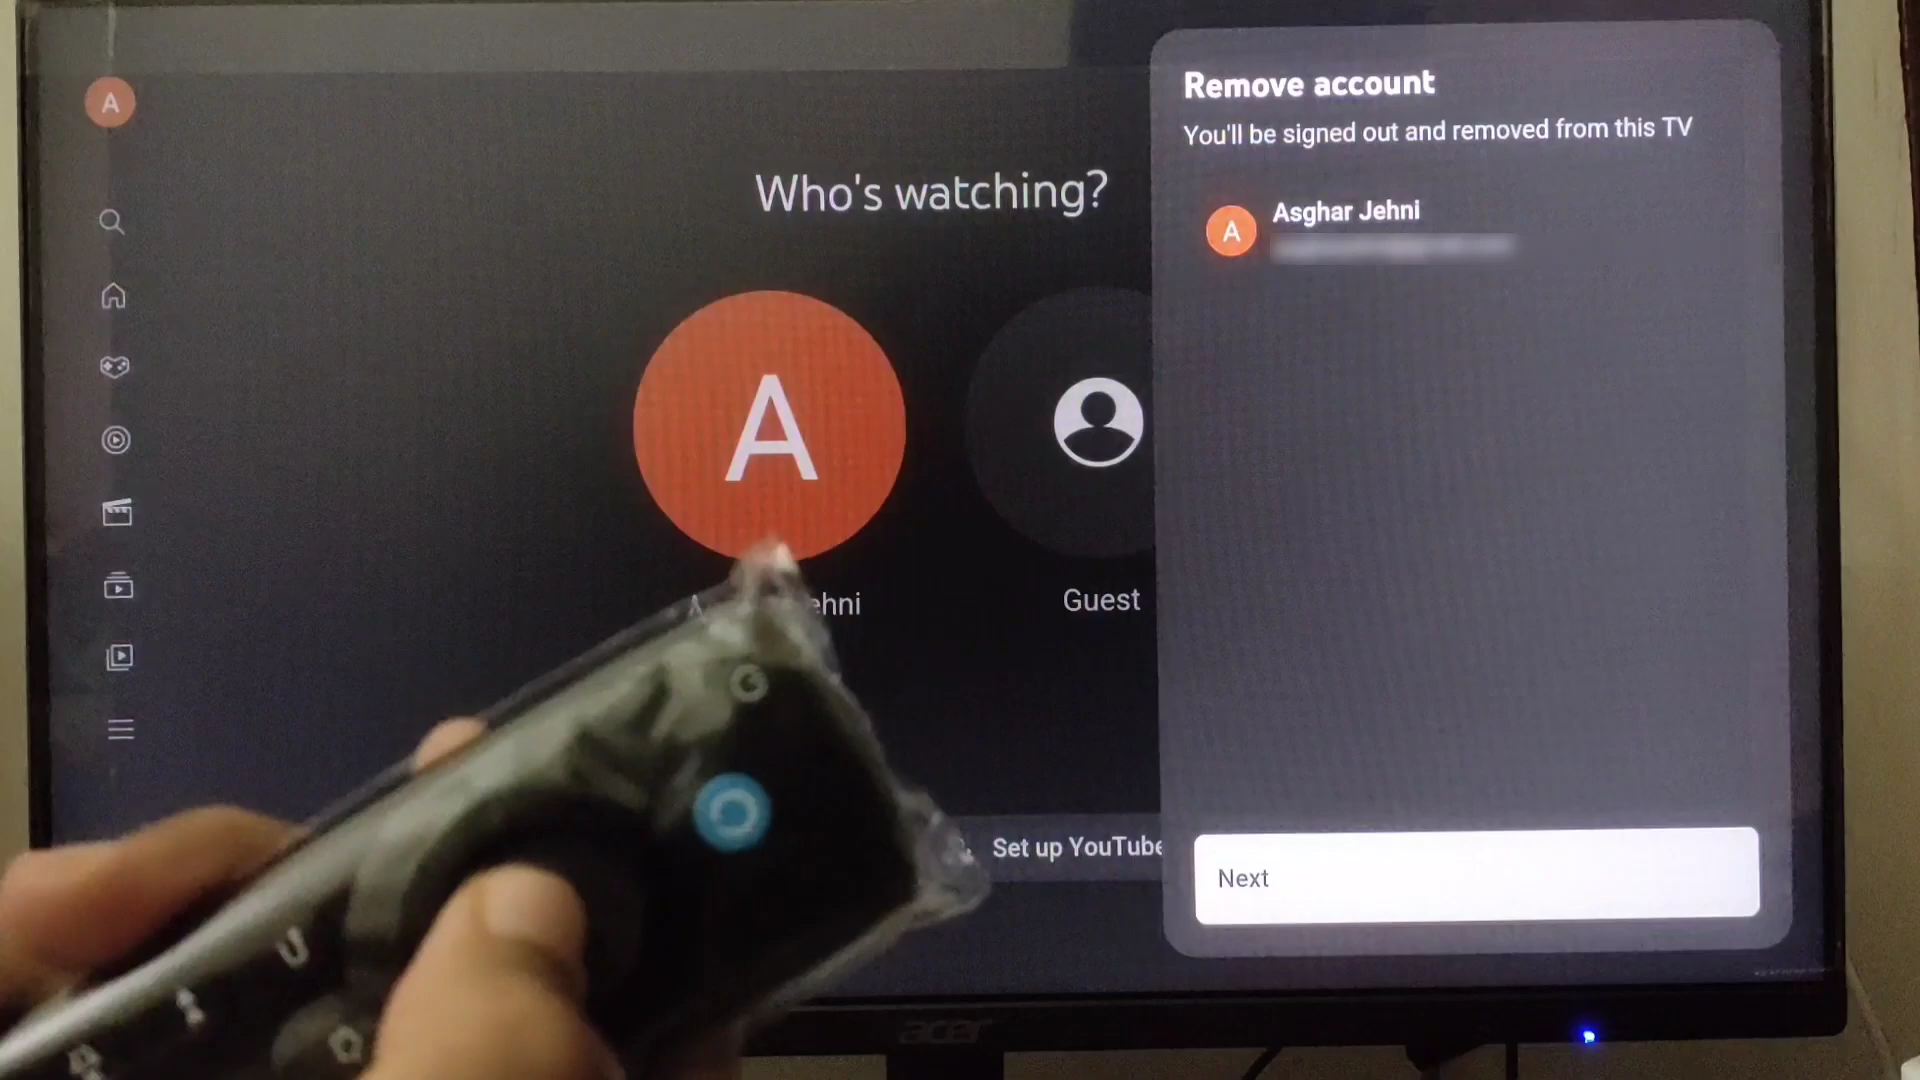 A
Who's watching?
A
ehni
Guest
Set up YouTube
Remove account
You'll be signed out and removed from this TV
A
Asghar Jehni
Next
acer